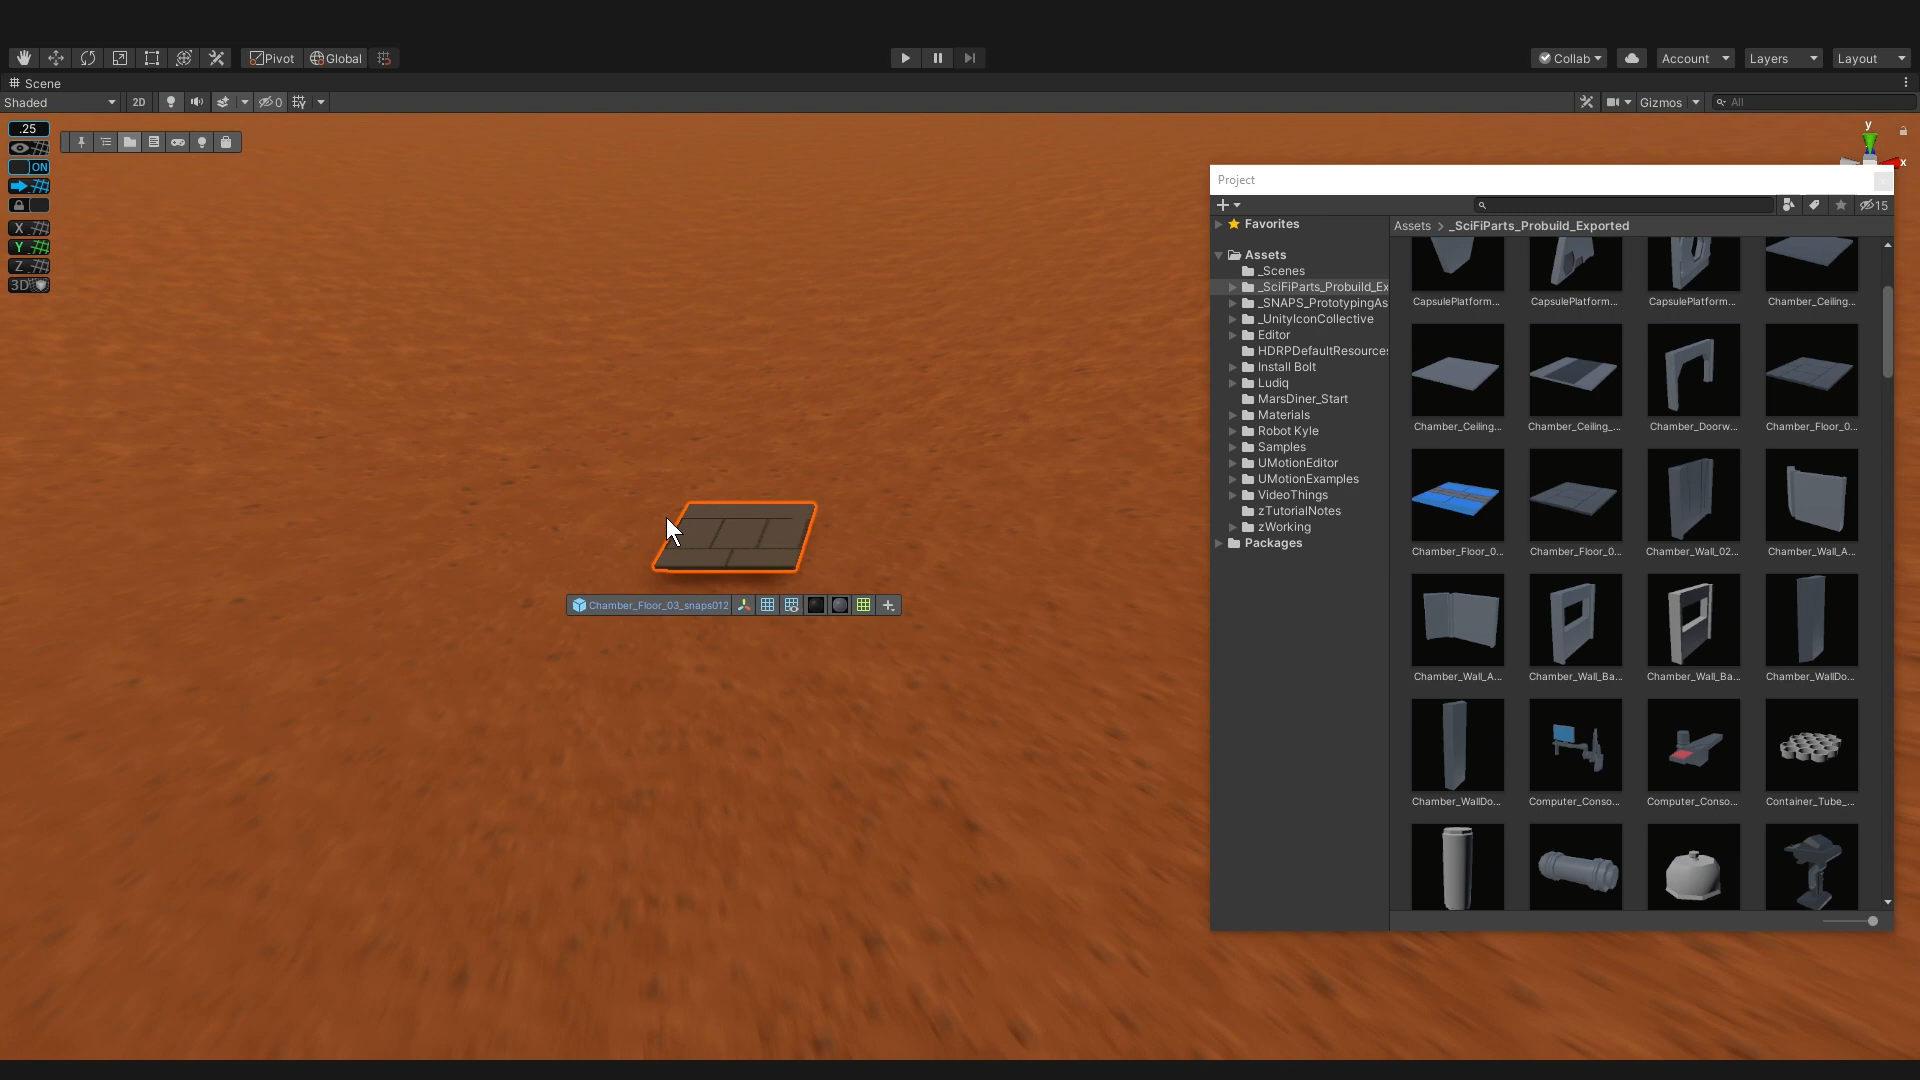 Pivot Global Collab Account Layers Layout
Scene
Shaded 2D 0 Gizmos All
.25
ON
X
Y
Z
3D
y
x
Project
15
Favorites
Assets > _SciFiParts_Probuild_Exported
Assets
_Scenes
_SciFiParts_Probuild_Ex
_SNAPS_PrototypingAs
_UnityIconCollective
Editor
HDRPDefaultResources
Install Bolt
Ludiq
MarsDiner_Start
Materials
Robot Kyle
Samples
UMotionEditor
UMotionExamples
VideoThings
zTutorialNotes
zWorking
Packages
CapsulePlatform... CapsulePlatform... CapsulePlatform... Chamber_Ceiling...
Chamber_Ceiling... Chamber_Ceiling_... Chamber_Doorw... Chamber_Floor_0...
Chamber_Floor_0... Chamber_Floor_0... Chamber_Wall_02... Chamber_Wall_A...
Chamber_Wall_A... Chamber_Wall_Ba... Chamber_Wall_Ba... Chamber_WallDo...
Chamber_WallDo... Computer_Conso... Computer_Conso... Container_Tube_...
Chamber_Floor_03_snaps012